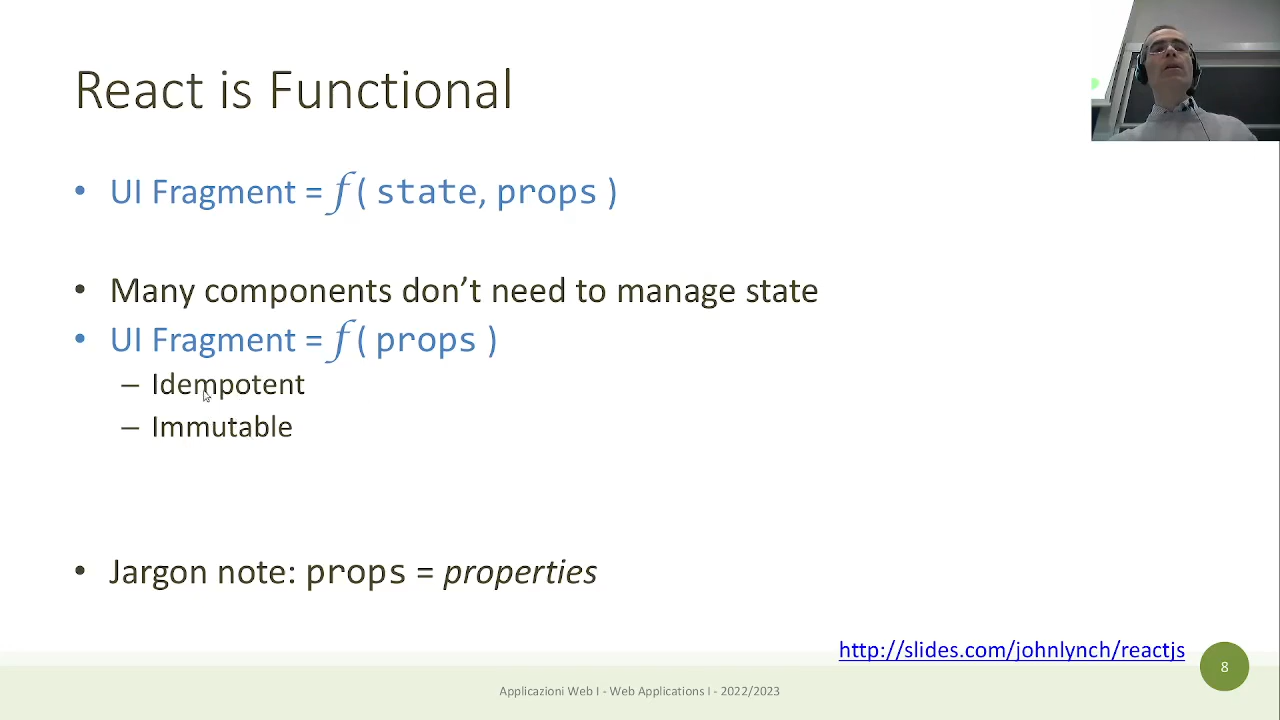 React is Functional
• UI Fragment = f ( state, props )
• Many components don’t need to manage state
• UI Fragment = f ( props )
– Idempotent
– Immutable
• Jargon note: props = properties
http://slides.com/johnlynch/reactjs
8
Applicazioni Web I - Web Applications I - 2022/2023